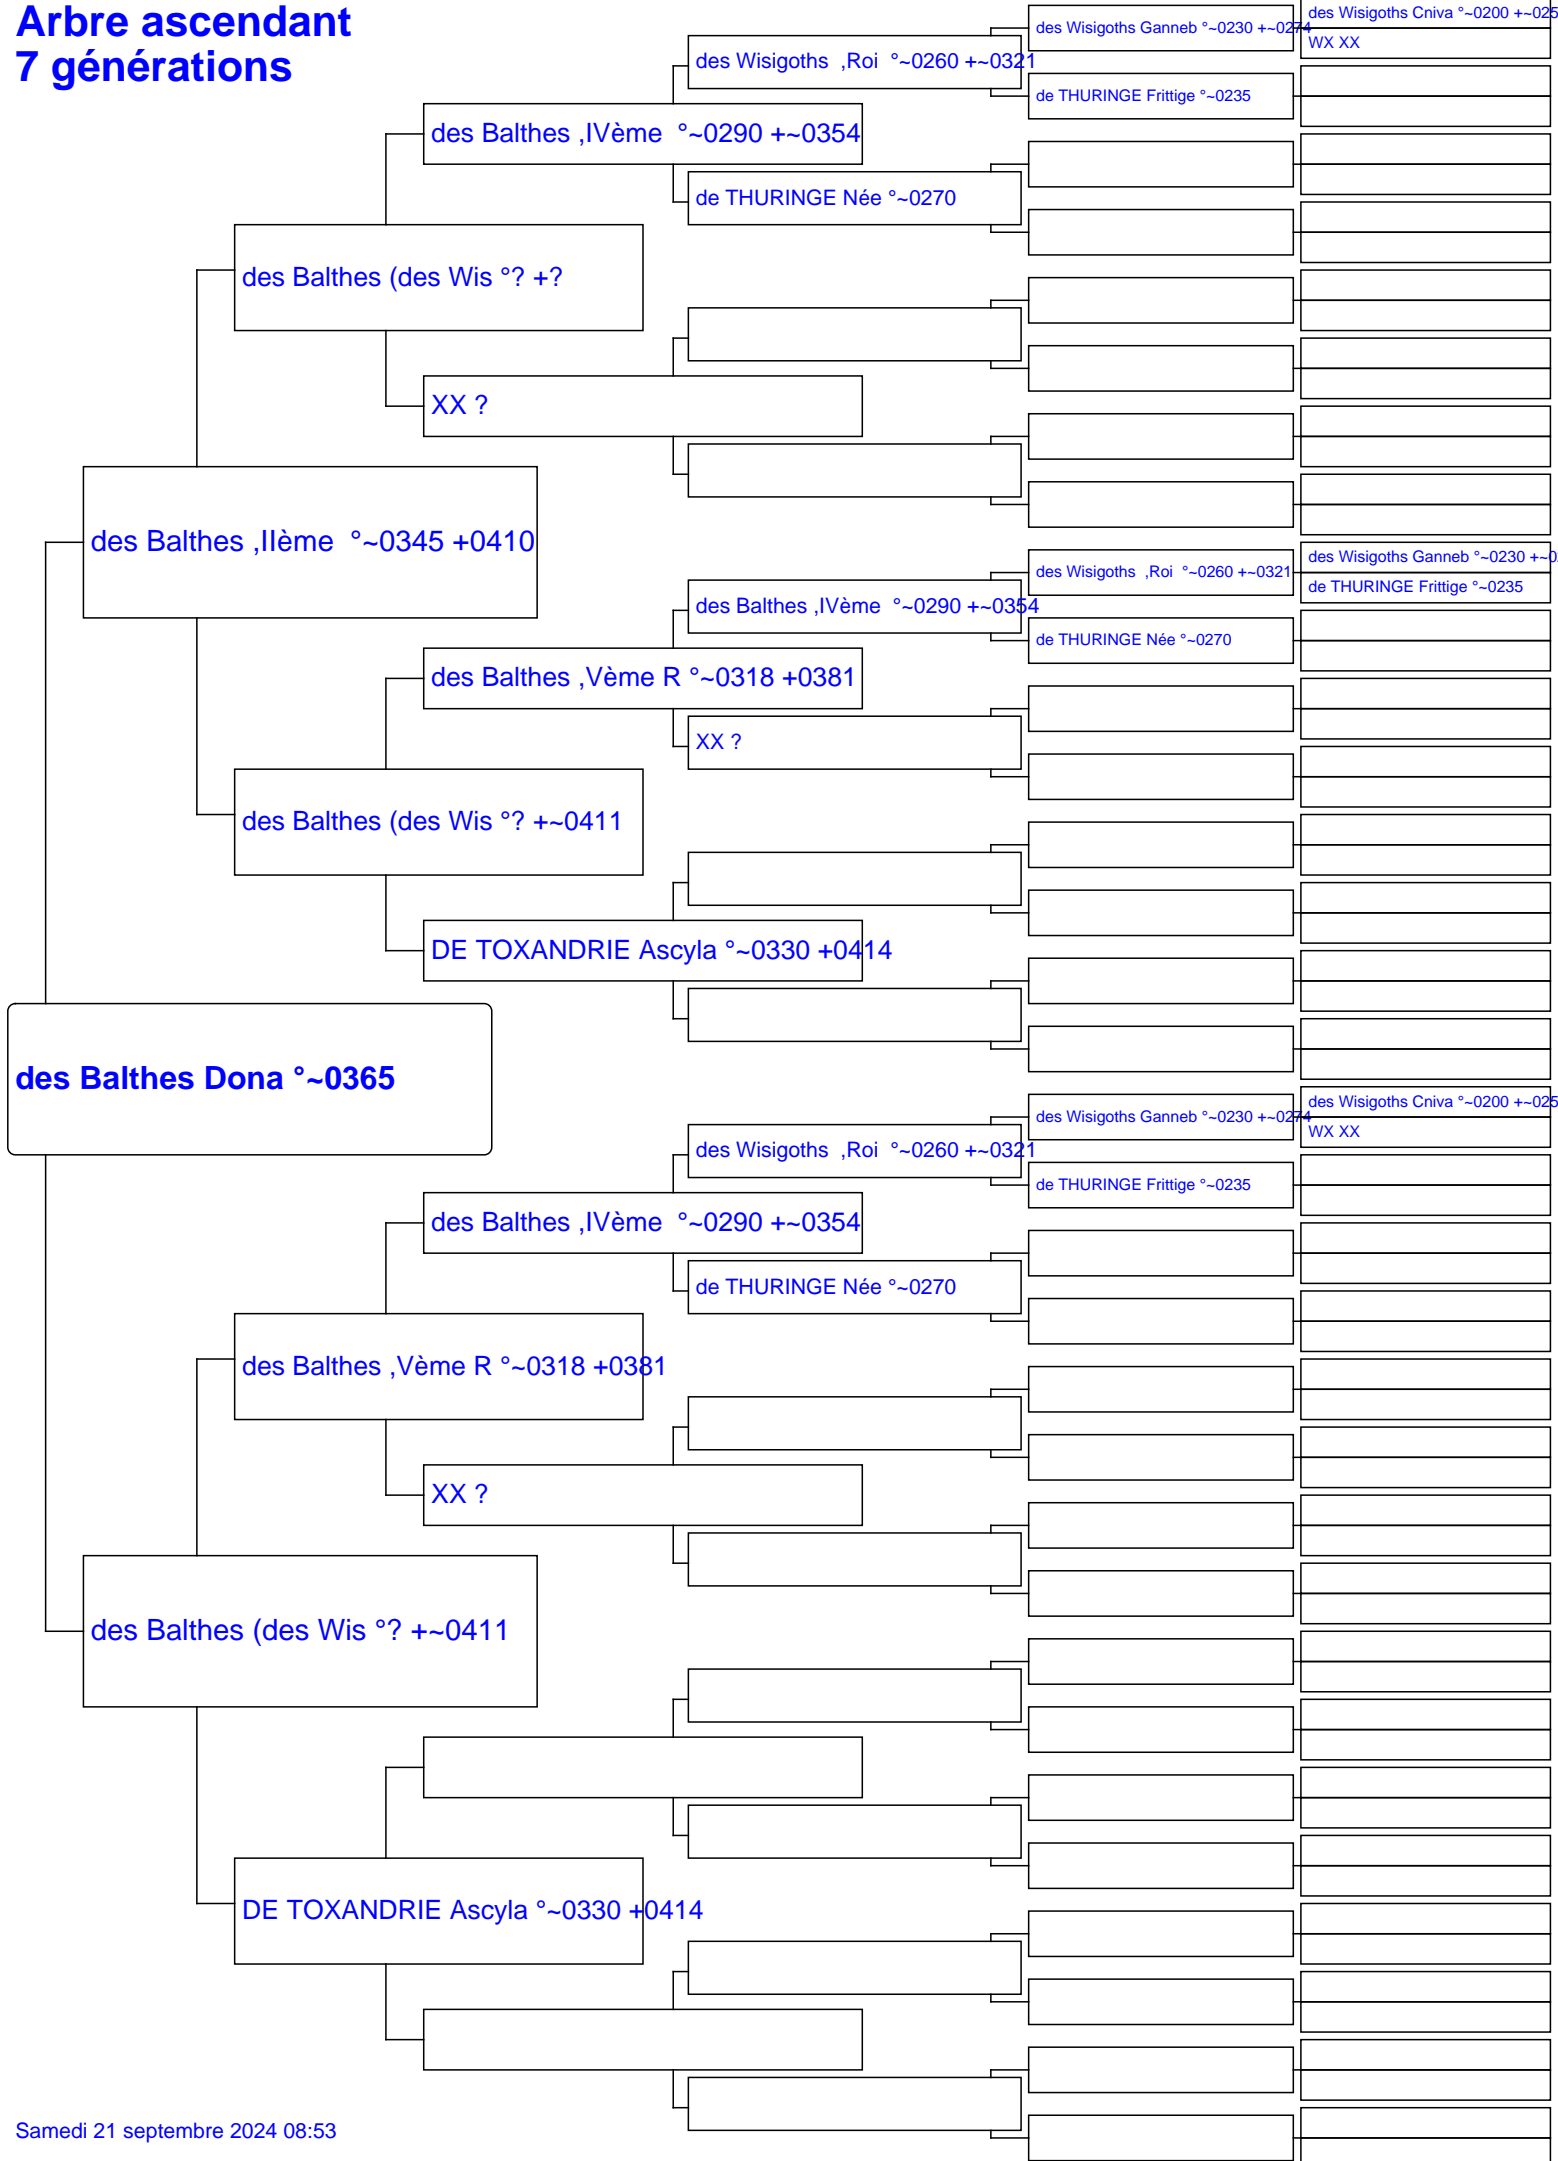 Arbre ascendant
7 générations
des Wisigoths Cniva °~0200 +~025
des Wisigoths Ganneb °~0230 +~0274
WX XX
des Wisigoths ,Roi °~0260 +~0321
de THURINGE Frittige °~0235
des Balthes ,IVème °~0290 +~0354
de THURINGE Née °~0270
des Balthes (des Wis °? +?
XX ?
des Balthes ,IIème °~0345 +0410
des Wisigoths Ganneb °~0230 +~0
des Wisigoths ,Roi °~0260 +~0321
de THURINGE Frittige °~0235
des Balthes ,IVème °~0290 +~0354
de THURINGE Née °~0270
des Balthes ,Vème R °~0318 +0381
XX ?
des Balthes (des Wis °? +~0411
DE TOXANDRIE Ascyla °~0330 +0414
des Balthes Dona °~0365
des Wisigoths Cniva °~0200 +~025
des Wisigoths Ganneb °~0230 +~0274
WX XX
des Wisigoths ,Roi °~0260 +~0321
de THURINGE Frittige °~0235
des Balthes ,IVème °~0290 +~0354
de THURINGE Née °~0270
des Balthes ,Vème R °~0318 +0381
XX ?
des Balthes (des Wis °? +~0411
DE TOXANDRIE Ascyla °~0330 +0414
Samedi 21 septembre 2024 08:53